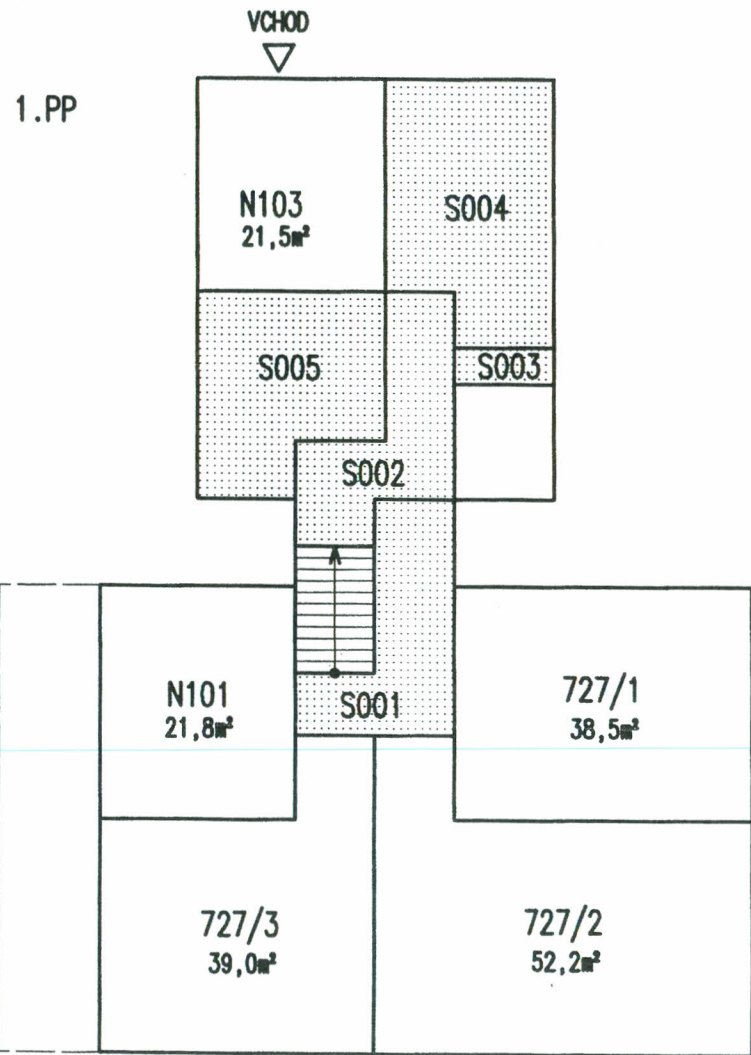 VCHOD
1.PP
N103
21,5m²
S004
S005
S003
S002
N101
21,8m²
S001
727/1
38,5m²
727/3
39,0m²
727/2
52,2m²